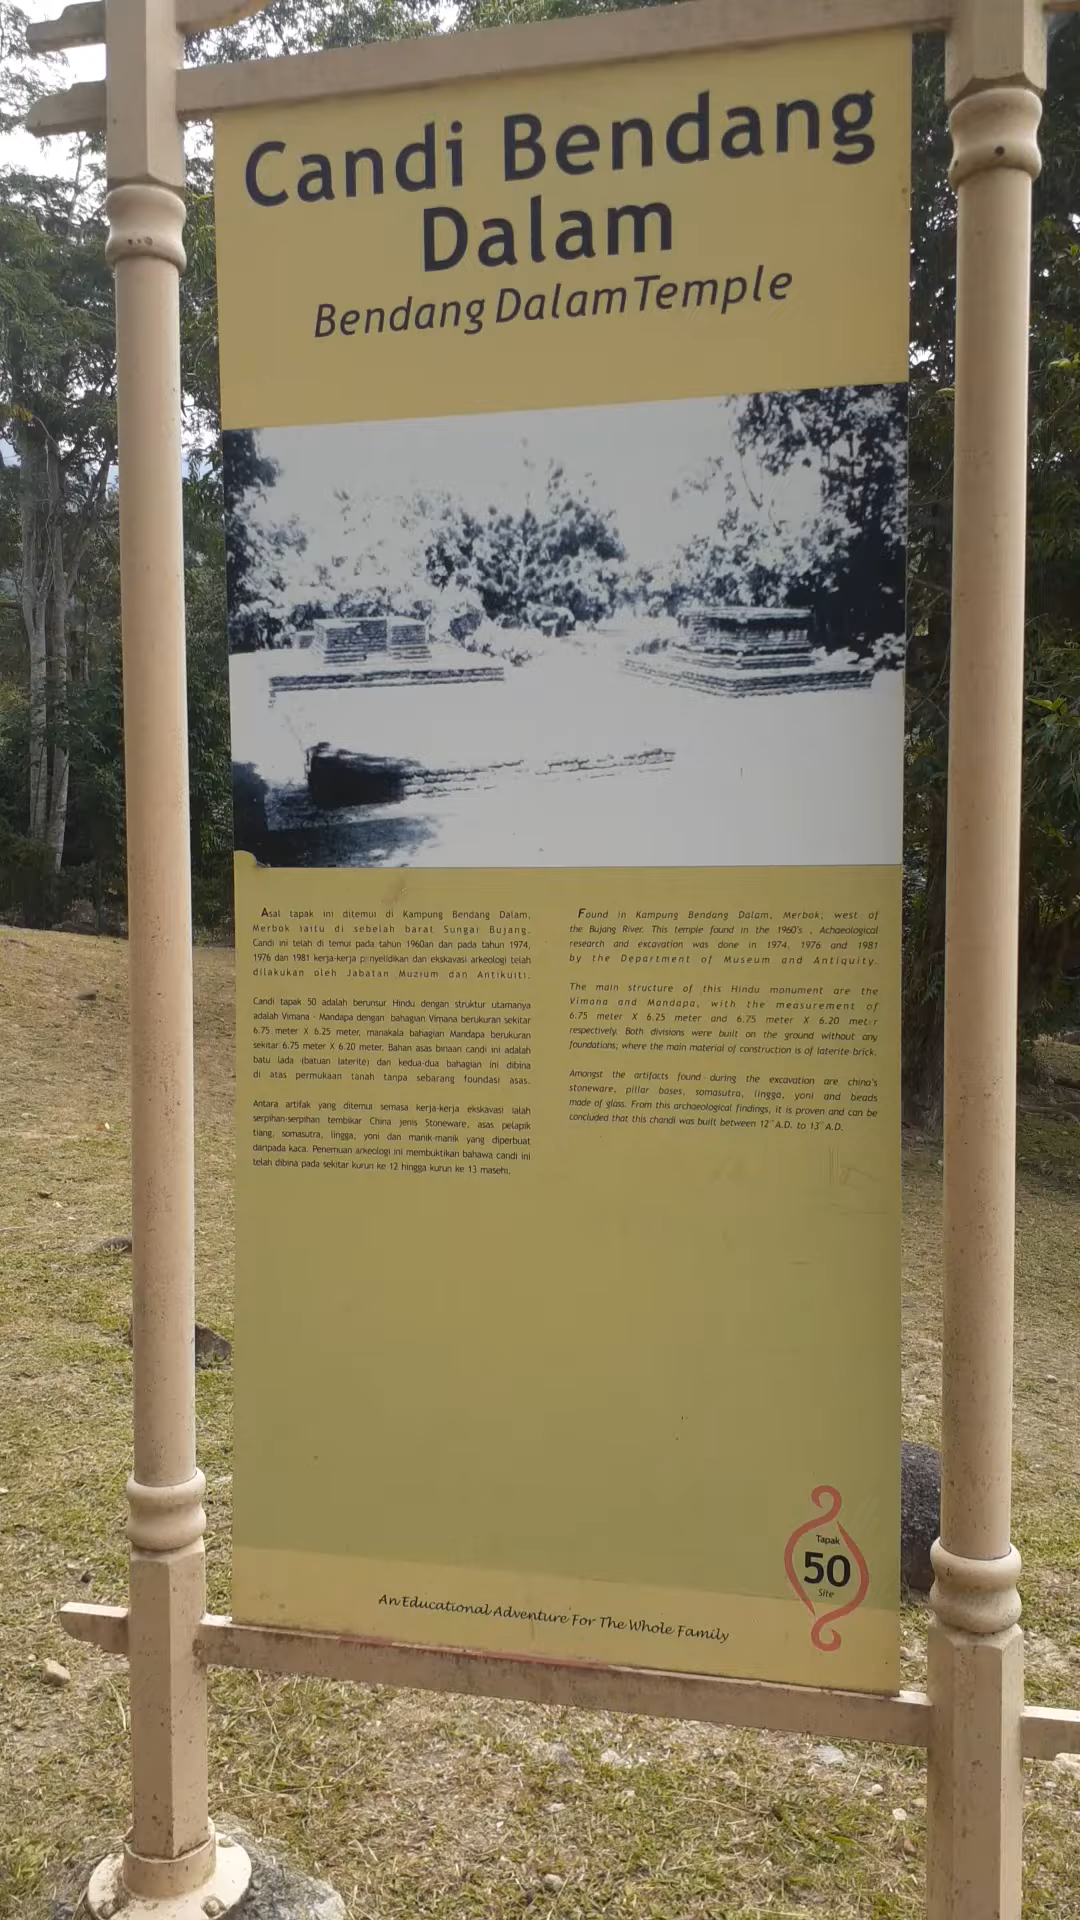 Candi Bendang
Dalam
Bendang Dalam Temple
Asal tapak ini ditemui di Kampung Bendang Dalam,
Merbok iaitu di sebelah barat Sungai Bujang.
Candi ini telah di temui pada tahun 1960an dan pada tahun 1974,
1976 dan 1981 kerja-kerja penyelidikan dan ekskavasi arkeologi telah
dilakukan oleh Jabatan Muzium dan Antikuiti.
Candi tapak 50 adalah berunsur Hindu dengan struktur utamanya
adalah Vimana - Mandapa dengan bahagian Vimana berukuran sekitar
6.75 meter X 6.25 meter, manakala bahagian Mandapa berukuran
sekitar 6.75 meter X 6.20 meter. Bahan asas binaan candi ini adalah
batu lada (batuan laterite) dan kedua-dua bahagian ini dibina
di atas permukaan tanah tanpa sebarang foundasi asas.
Antara artifak yang ditemui semasa kerja-kerja ekskavasi ialah
serpihan-serpihan tembikar China jenis Stoneware, asas pelapik
tiang, somasutra, lingga, yoni dan manik-manik yang diperbuat
daripada kaca. Penemuan arkeologi ini membuktikan bahawa candi ini
telah dibina pada sekitar kurun ke 12 hingga kurun ke 13 masehi.
Found in Kampung Bendang Dalam, Merbok; west of
the Bujang River. This temple found in the 1960's , Achaeological
research and excavation was done in 1974, 1976 and 1981
by the Department of Museum and Antiquity.
The main structure of this Hindu monument are the
Vimana and Mandapa, with the measurement of
6.75 meter X 6.25 meter and 6.75 meter X 6.20 meter
respectively. Both divisions were built on the ground without any
foundations; where the main material of construction is of laterite brick.
Amongst the artifacts found during the excavation are china's
stoneware, pillar bases, somasutra, lingga, yoni and beads
made of glass. From this archaeological findings, it is proven and can be
concluded that this chandi was built between 12" A.D. to 13" A.D.
Tapak
50
Site
An Educational Adventure For The Whole Family